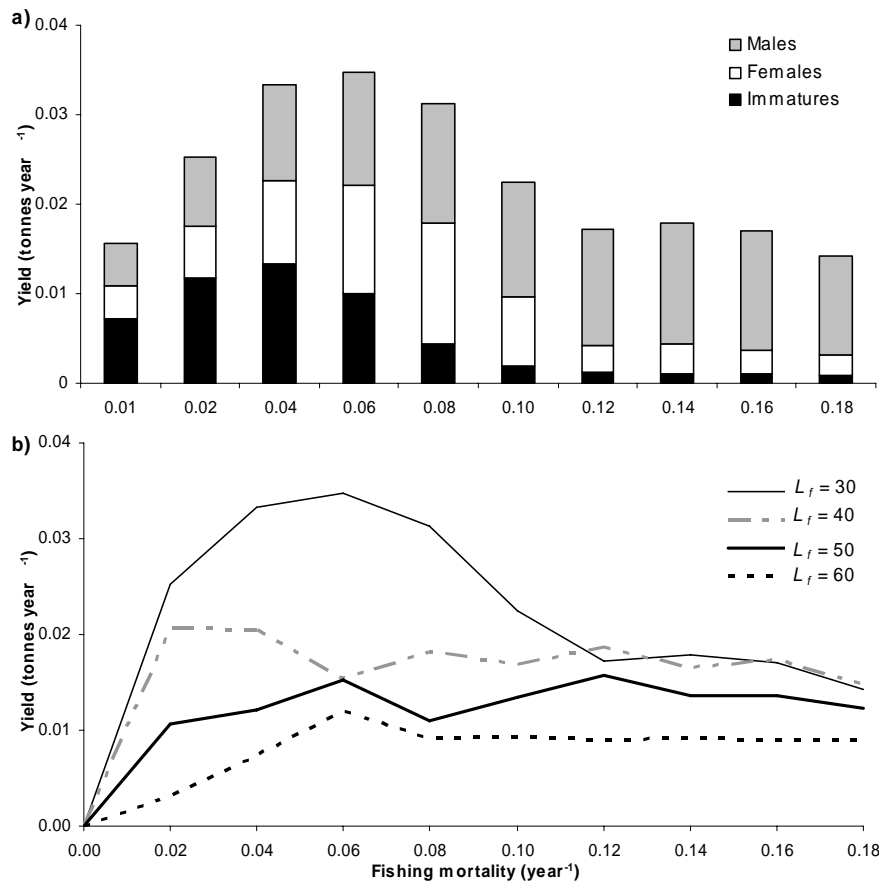 a)
0.04
0.03
0.02
0.01
0
Yield (tonnes year -1)
Males
Females
Immatures
0.01 0.02 0.04 0.06 0.08 0.10 0.12 0.14 0.16 0.18
b)
0.04
0.03
0.02
0.01
0.00
Yield (tonnes year -1)
L f = 30
L f = 40
L f = 50
L f = 60
0.00 0.02 0.04 0.06 0.08 0.10 0.12 0.14 0.16 0.18
Fishing mortality (year-1)